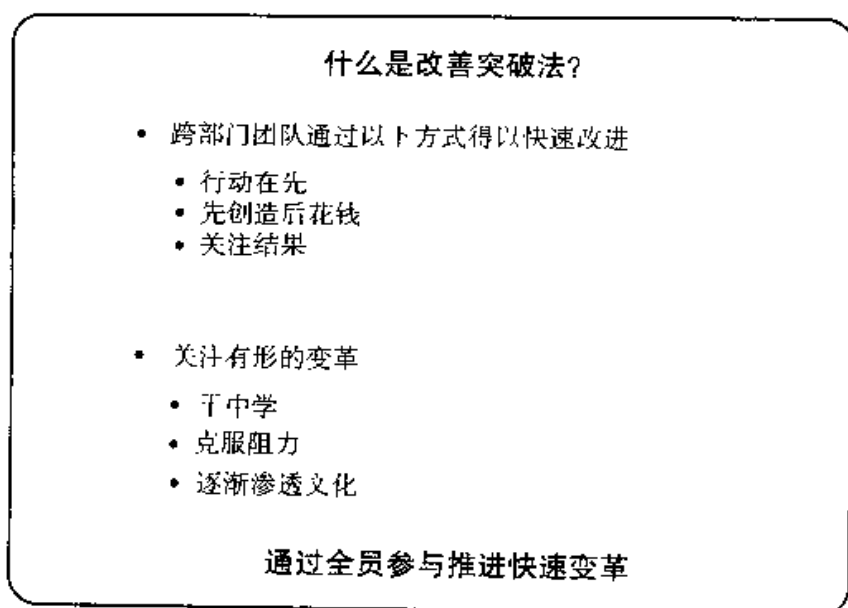 什么是改善突破法?
• 跨部门团队通过以下方式得以快速改进
• 行动在先
• 先创造后花钱
• 关注结果
• 关注有形的变革
• 干中学
• 克服阻力
• 逐渐渗透文化
通过全员参与推进快速变革